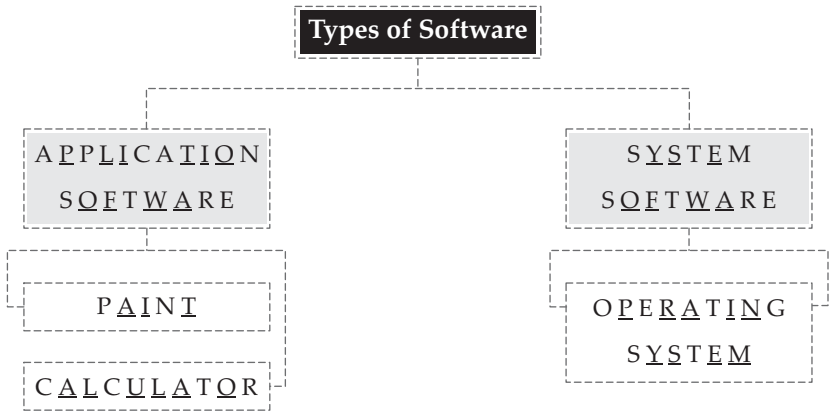 Types of Software
APPLICATION
SOFTWARE
SYSTEM
SOFTWARE
PAINT
CALCULATOR
OPERATING
SYSTEM